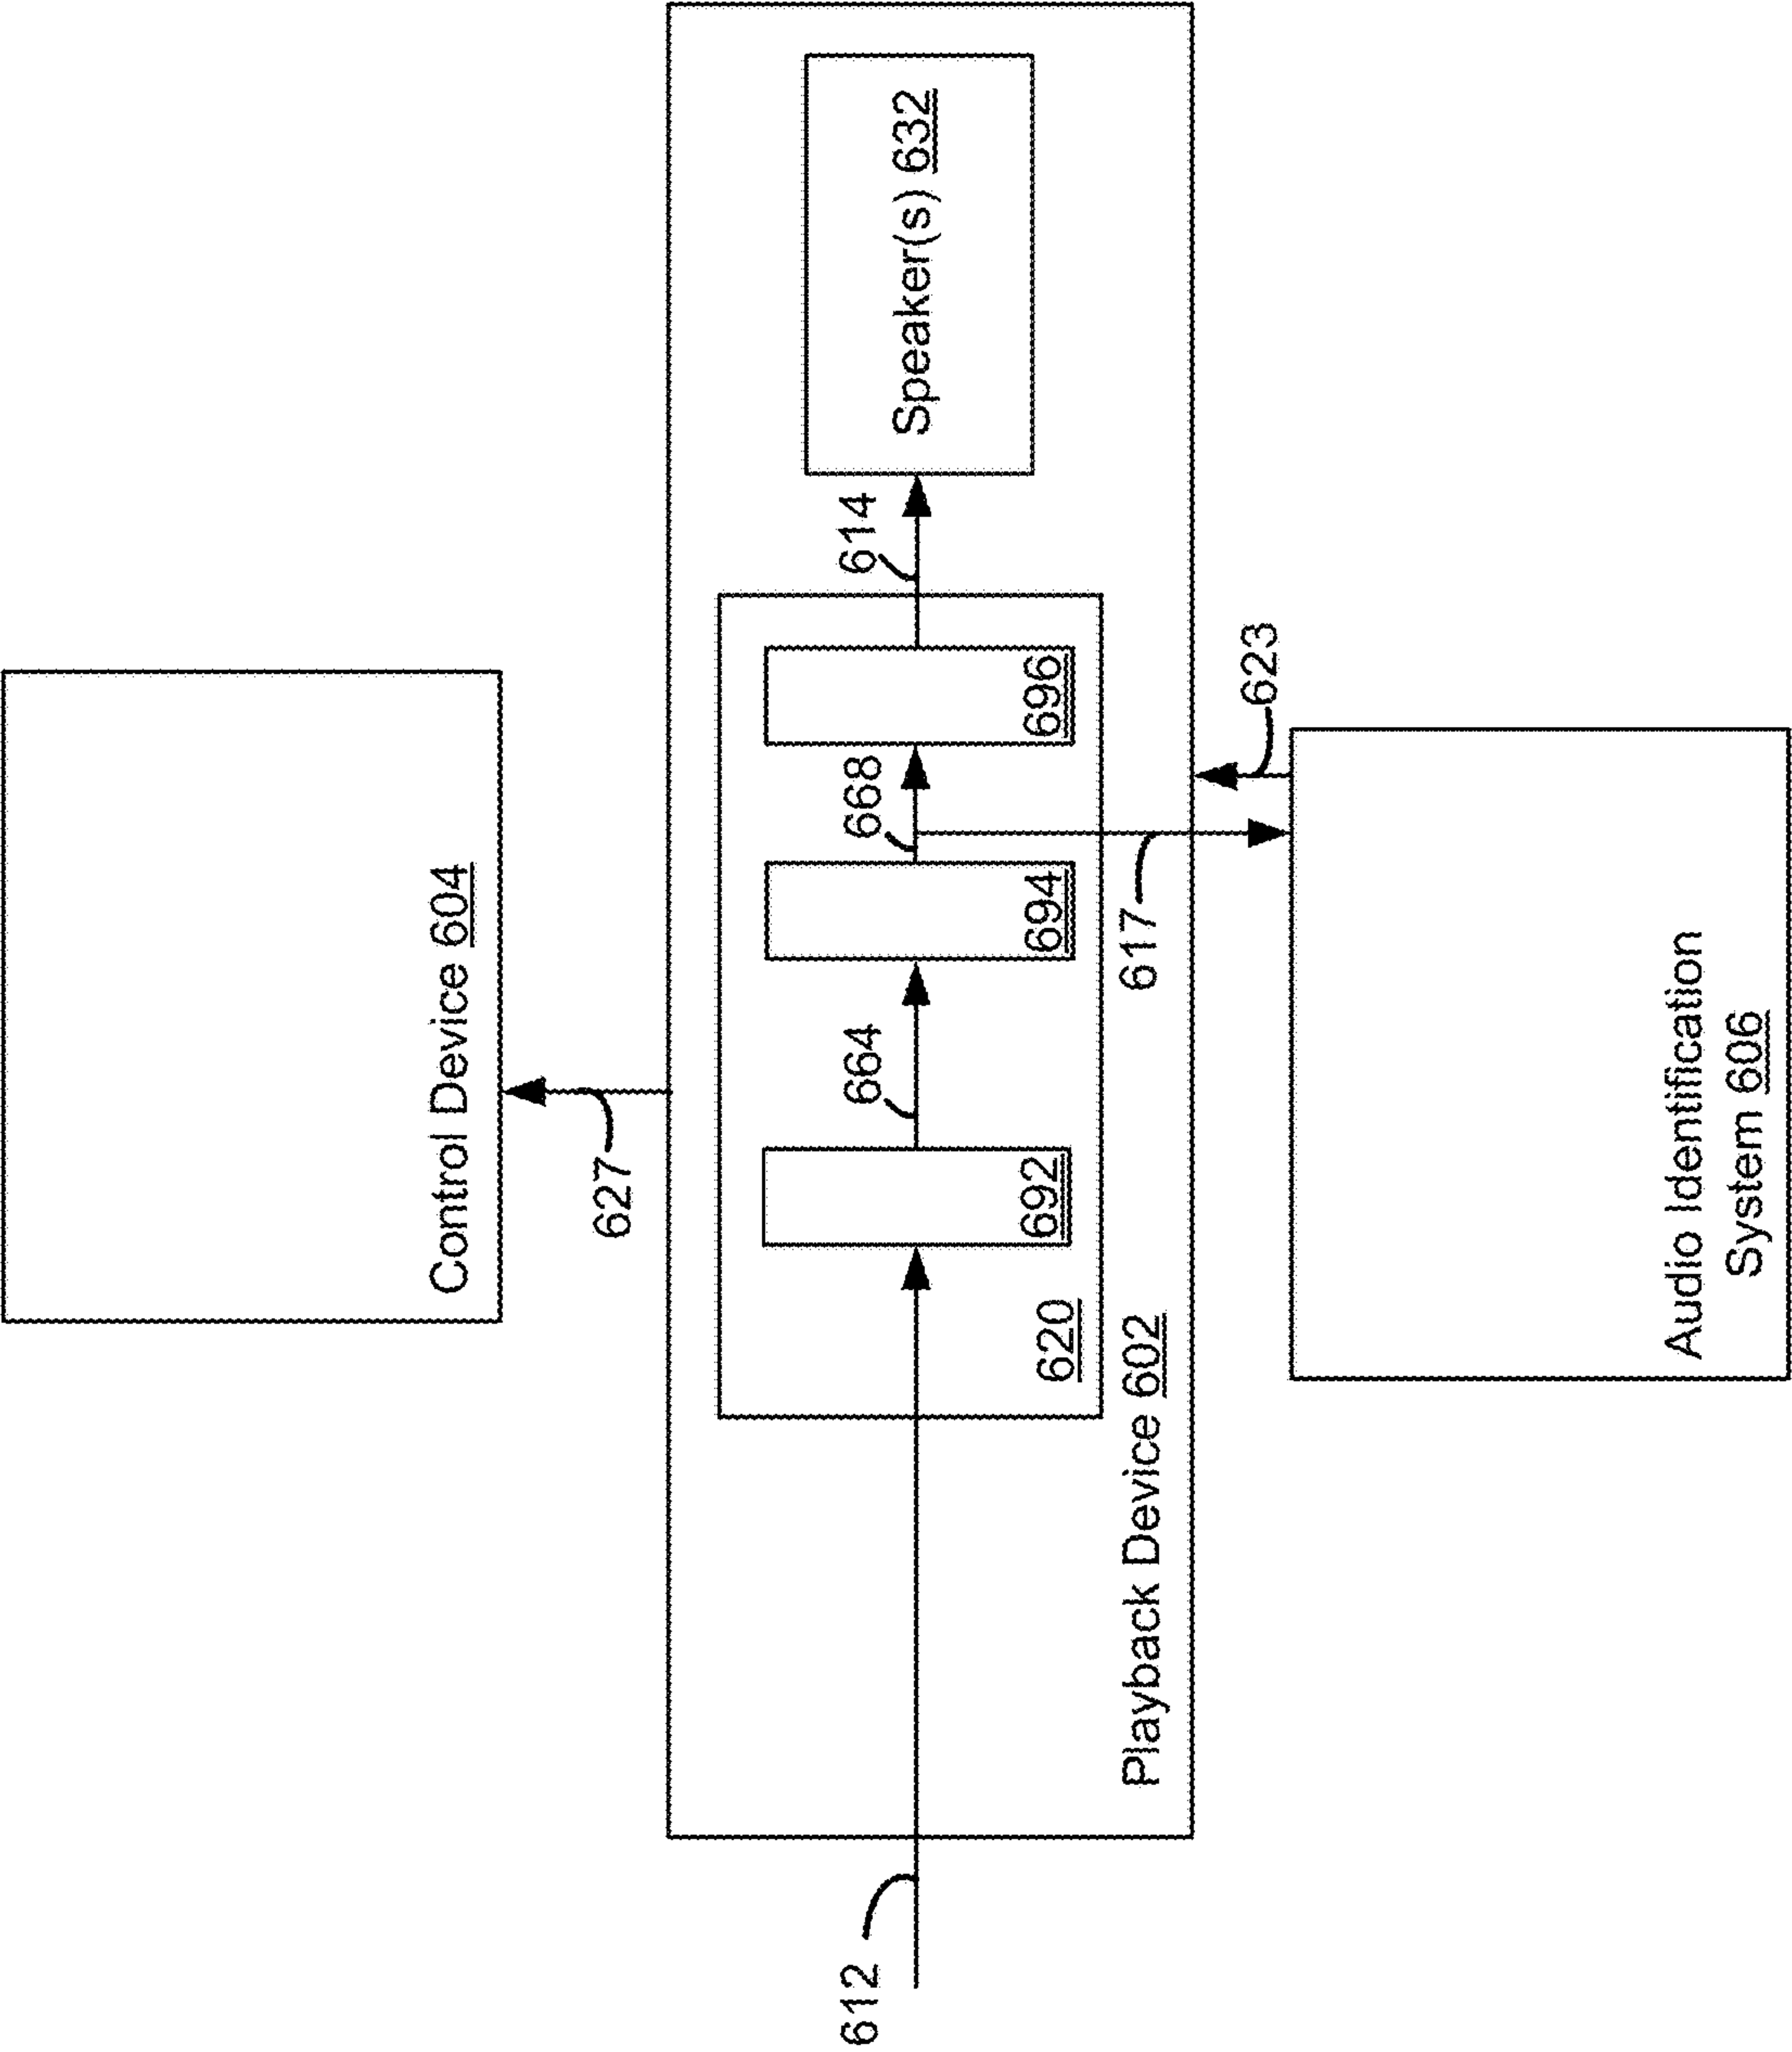 Control Device 604
627
Playback Device 602
612
620
692
664
694
668
696
614
Speaker(s) 632
617
623
Audio Identification
System 606